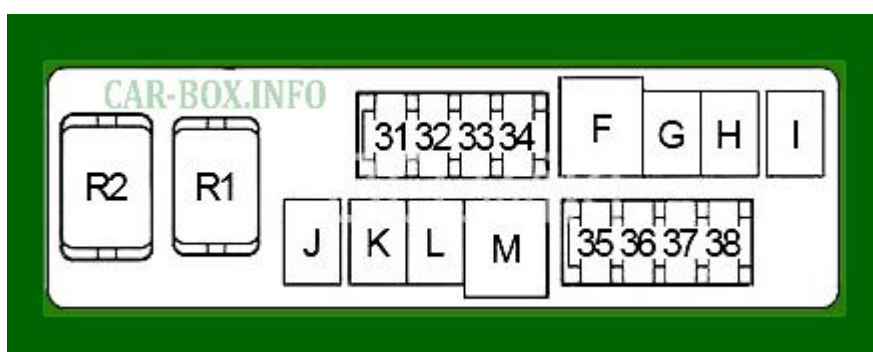 CAR-BOX.INFO
31 32 33 34
F
G H I
R2 R1
J K L M
35 36 37 38